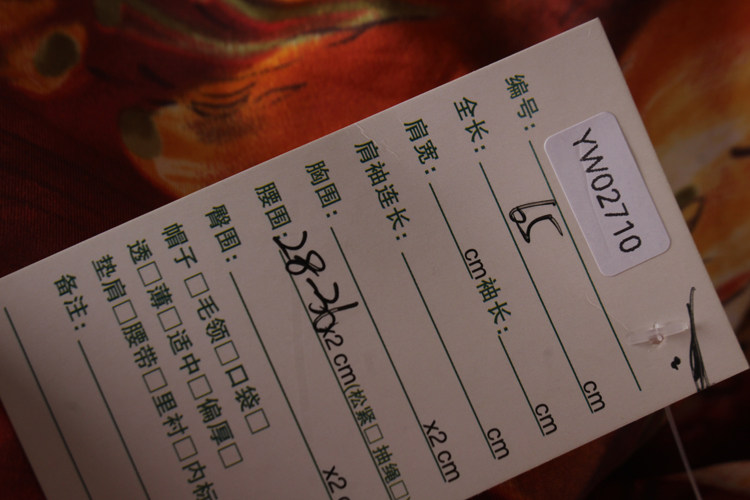 编号: YW02710
全长: 65 cm
肩宽: cm 袖长: cm
肩袖连长: cm
胸围: x2 cm
腰围: 28-36 x2 cm (松紧□ 抽绳□
臀围: x2
帽子□ 毛领□ 口袋□
透□ 薄□ 适中□ 偏厚□
垫肩□ 腰带□ 里衬□ 内标
备注: